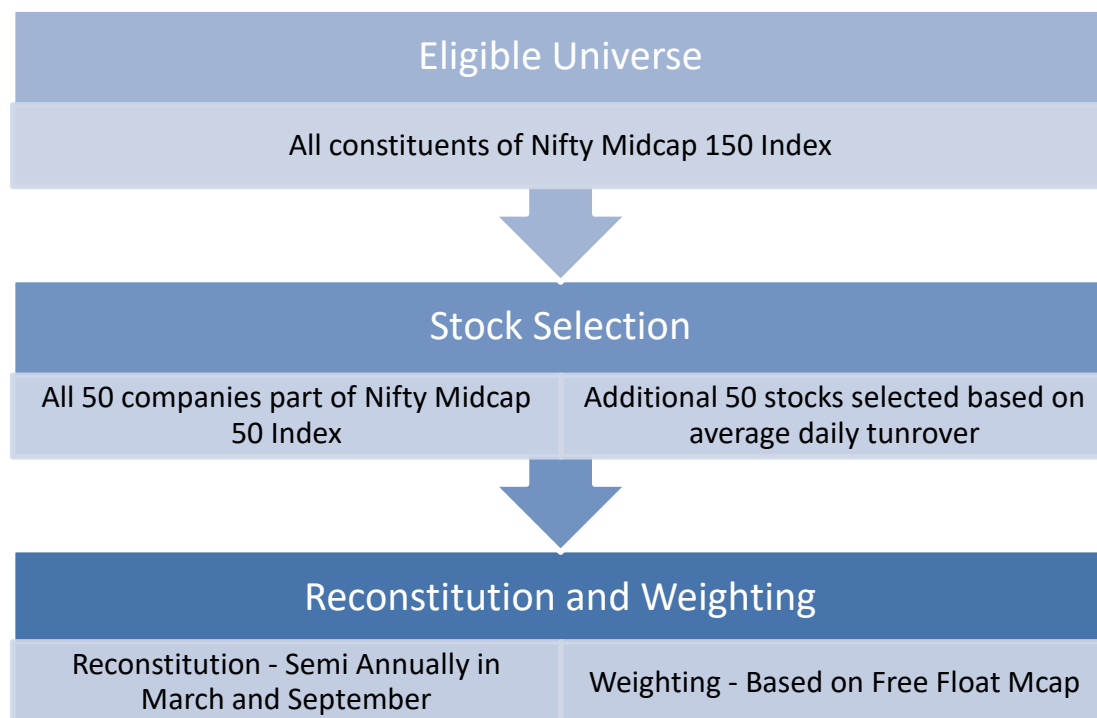 Eligible Universe
All constituents of Nifty Midcap 150 Index
Stock Selection
All 50 companies part of Nifty Midcap
50 Index
Additional 50 stocks selected based on
average daily tunrover
Reconstitution and Weighting
Reconstitution - Semi Annually in
March and September
Weighting - Based on Free Float Mcap